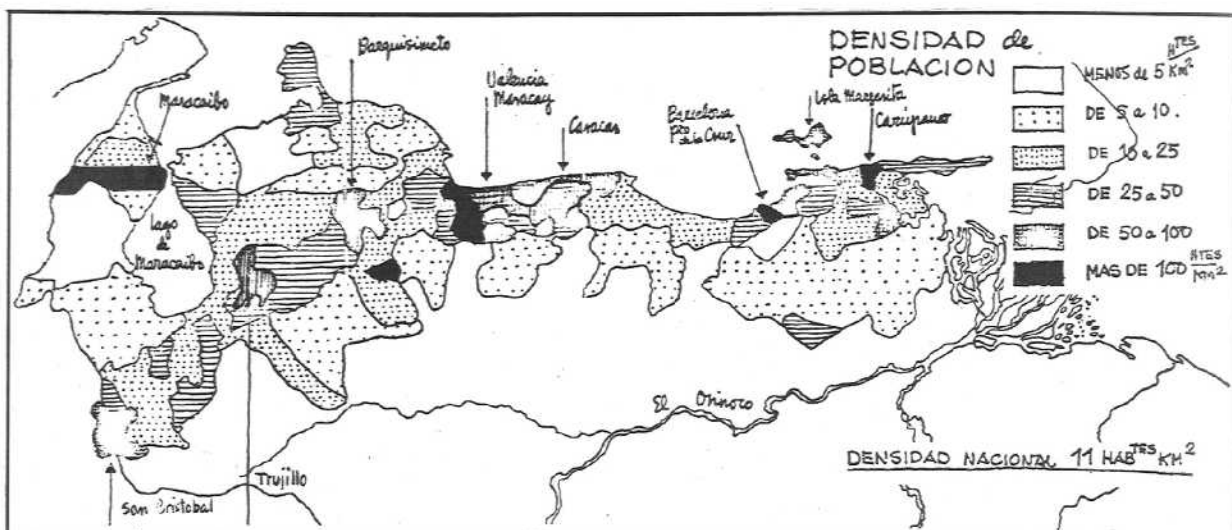 DENSIDAD de
POBLACION
HTES
MENOS de 5 KM²
DE 5 a 10.
DE 10 a 25
DE 25 a 50
DE 50 a 100
MAS DE 100 HTES KM²
Barquisimeto
Maracaibo
Valencia
Maracay
Caracas
Barcelona
Pto de la Cruz
Isla Margarita
Carúpano
Lago de
Maracaibo
El Orinoco
Trujillo
San Cristobal
DENSIDAD NACIONAL 11 HABTES KM²